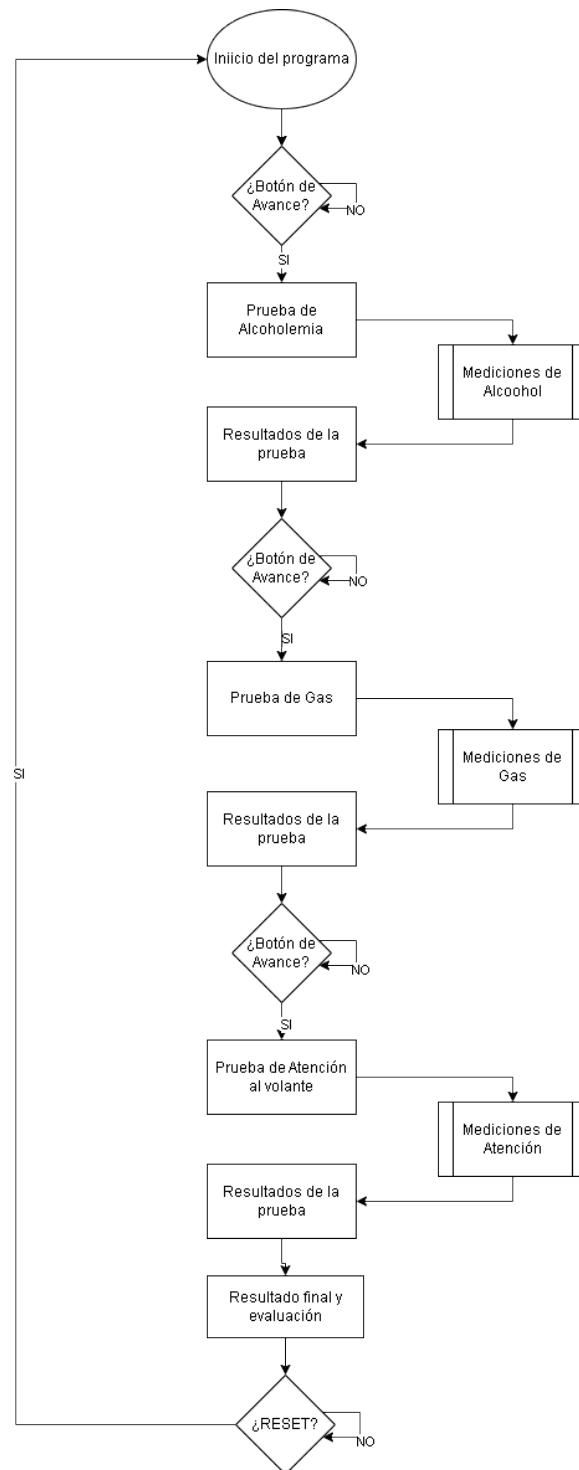 Iniicio del programa
¿Botón de
Avance?
NO
SI
Prueba de
Alcoholemia
Mediciones de
Alcoohol
Resultados de la
prueba
¿Botón de
Avance?
NO
SI
Prueba de Gas
Mediciones de
Gas
SI
Resultados de la
prueba
¿Botón de
Avance?
NO
SI
Prueba de Atención
al volante
Mediciones de
Atención
Resultados de la
prueba
Resultado final y
evaluación
¿RESET?
NO